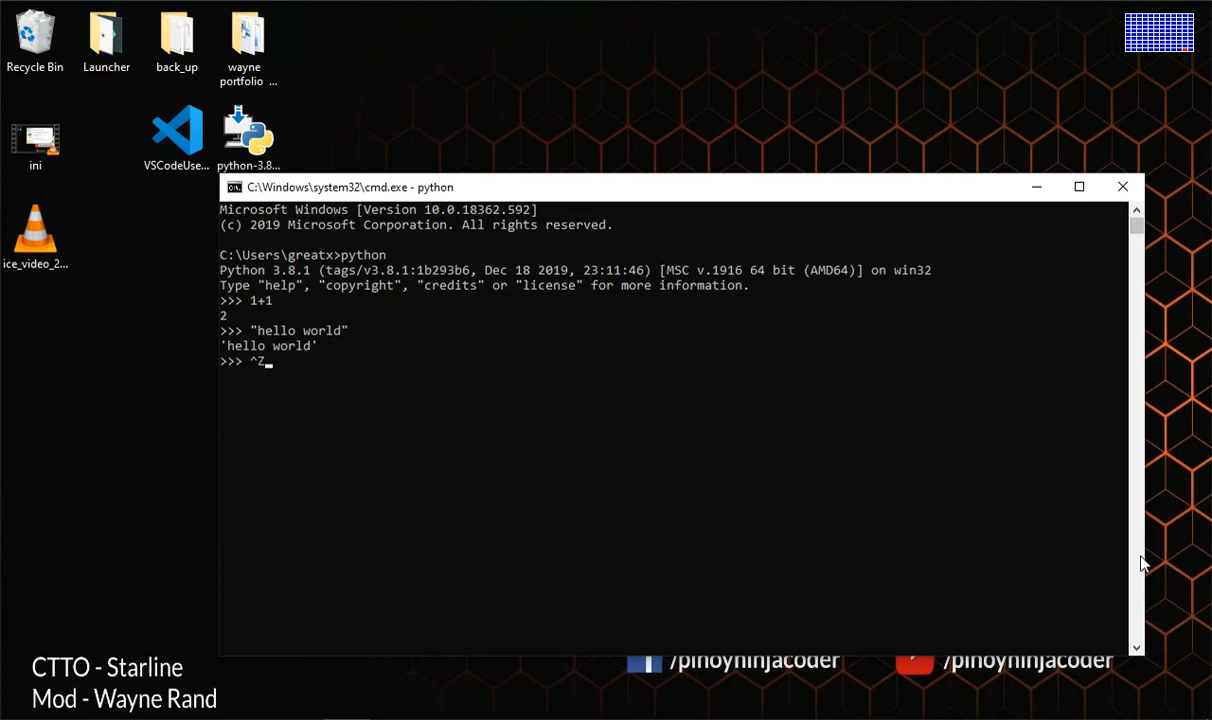 Recycle Bin
Launcher
back_up
wayne
portfolio ...
ini
VSCodeUse...
python-3.8...
ice_video_2...
C:\Windows\system32\cmd.exe - python
Microsoft Windows [Version 10.0.18362.592]
(c) 2019 Microsoft Corporation. All rights reserved.
C:\Users\greatx>python
Python 3.8.1 (tags/v3.8.1:1b293b6, Dec 18 2019, 23:11:46) [MSC v.1916 64 bit (AMD64)] on win32
Type "help", "copyright", "credits" or "license" for more information.
>>> 1+1
2
>>> "hello world"
'hello world'
>>> ^Z
CTTO - Starline
Mod - Wayne Rand
/pinoyninjacoder
/pinoyninjacoder